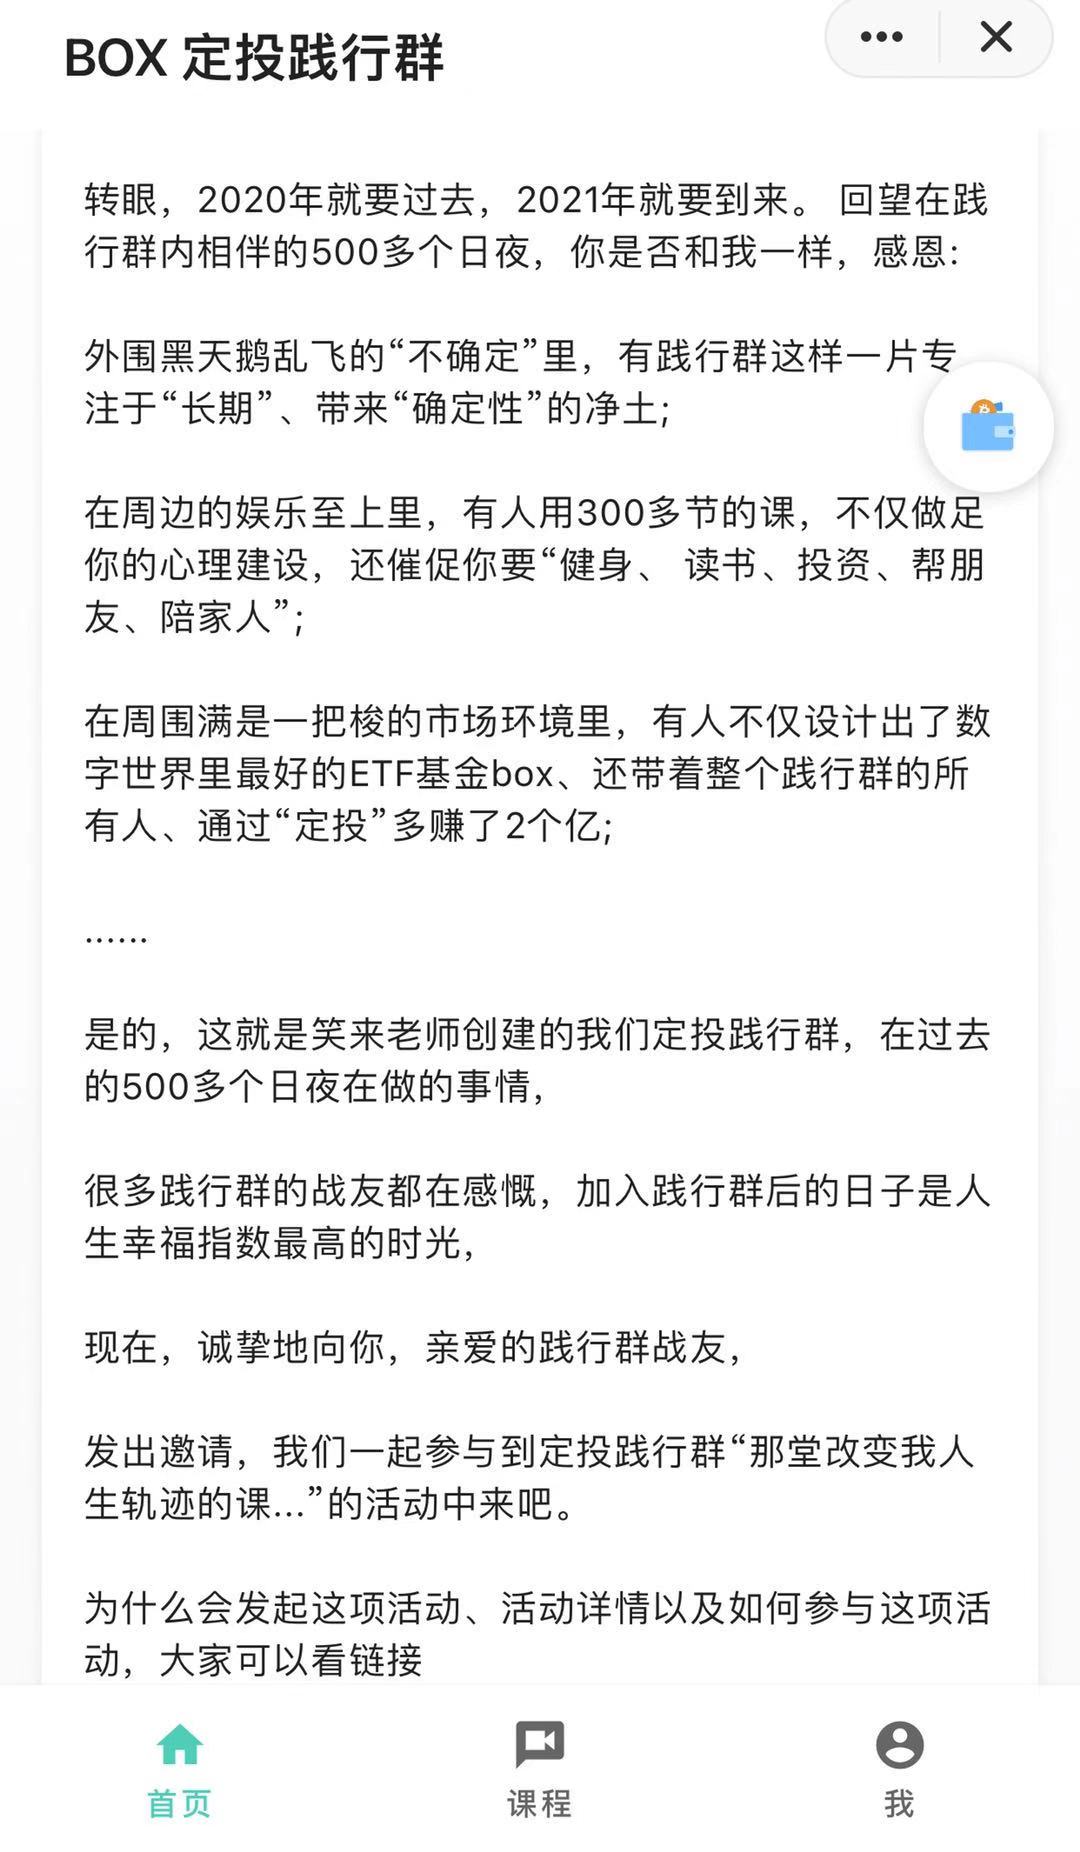 BOX 定投践行群
转眼，2020年就要过去，2021年就要到来。 回望在践
行群内相伴的500多个日夜，你是否和我一样，感恩:
外围黑天鹅乱飞的“不确定”里，有践行群这样一片专
注于“长期”、带来“确定性”的净土;
在周边的娱乐至上里，有人用300多节的课，不仅做足
你的心理建设，还催促你要“健身、 读书、投资、帮朋
友、陪家人”;
在周围满是一把梭的市场环境里，有人不仅设计出了数
字世界里最好的ETF基金box、还带着整个践行群的所
有人、通过“定投”多赚了2个亿;
......
是的，这就是笑来老师创建的我们定投践行群，在过去
的500多个日夜在做的事情，
很多践行群的战友都在感慨，加入践行群后的日子是人
生幸福指数最高的时光，
现在，诚挚地向你，亲爱的践行群战友，
发出邀请，我们一起参与到定投践行群“那堂改变我人
生轨迹的课...”的活动中来吧。
为什么会发起这项活动、活动详情以及如何参与这项活
动，大家可以看链接
首页
课程
我